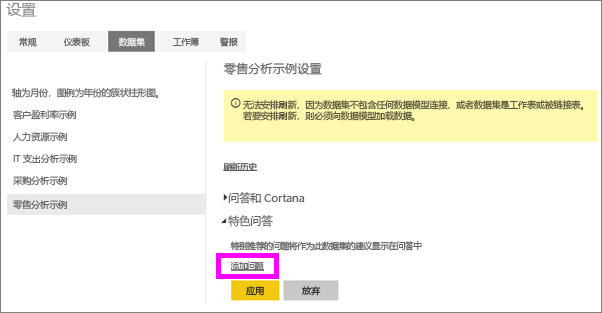 设置
常规 仪表板 数据集 工作簿 警报
轴为月份，图例为年份的簇状柱形图。
客户盈利率示例
人力资源示例
IT 支出分析示例
采购分析示例
零售分析示例
零售分析示例设置
无法安排刷新，因为数据集不包含任何数据模型连接，或者数据集是工作表或被链接表。
若要安排刷新，则必须向数据模型加载数据。
刷新历史
问答和 Cortana
特色问答
特别推荐的问题将作为此数据集的建议显示在问答中
添加问题
应用 放弃